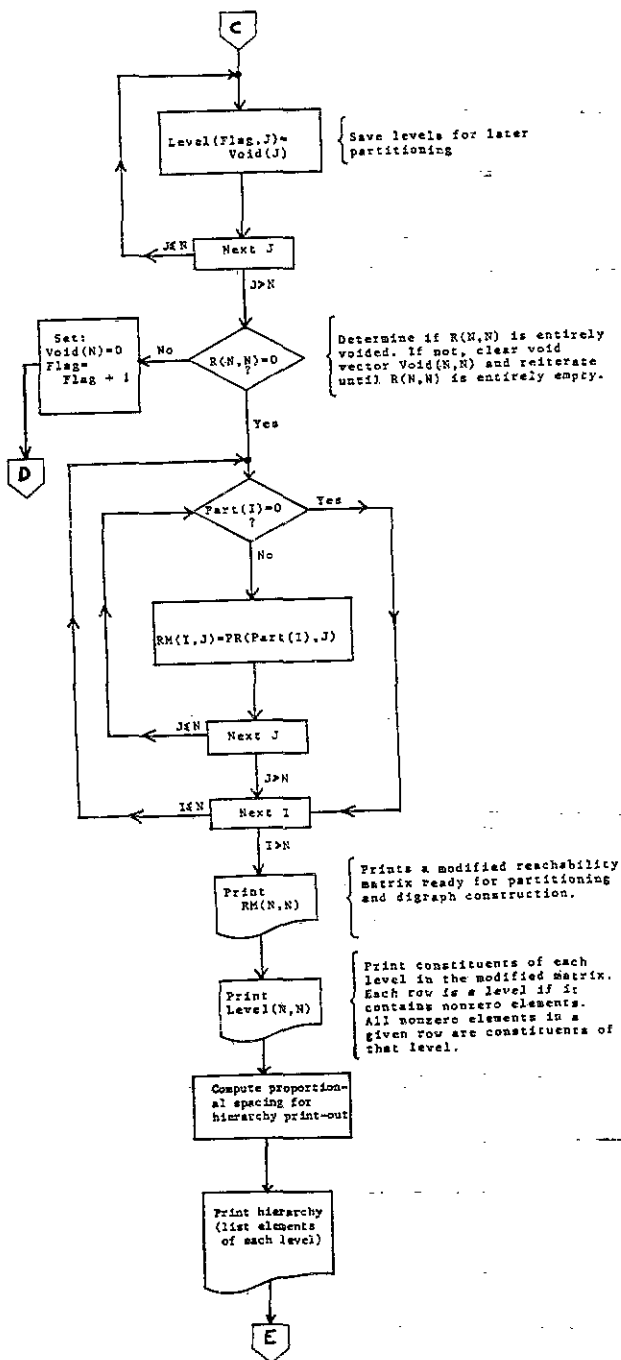 C
Level(Flag,J)=
Void(J)
Save levels for later
partitioning
J≤N
Next J
J>N
Set:
Void(N)=0
Flag=
Flag + 1
No
R(N,N)=0
?
Determine if R(N,N) is entirely
voided. If not, clear void
vector Void(N,N) and reiterate
until R(N,N) is entirely empty.
Yes
D
Part(I)=0
?
Yes
No
RM(I,J)=PR(Part(I),J)
J≤N
Next J
J>N
I≤N
Next I
I>N
Print
RM(N,N)
Prints a modified reachability
matrix ready for partitioning
and digraph construction.
Print
Level(N,N)
Print constituents of each
level in the modified matrix.
Each row is a level if it
contains nonzero elements.
All nonzero elements in a
given row are constituents of
that level.
Compute proportion-
al spacing for
hierarchy print-out
Print hierarchy
(list elements
of each level)
E